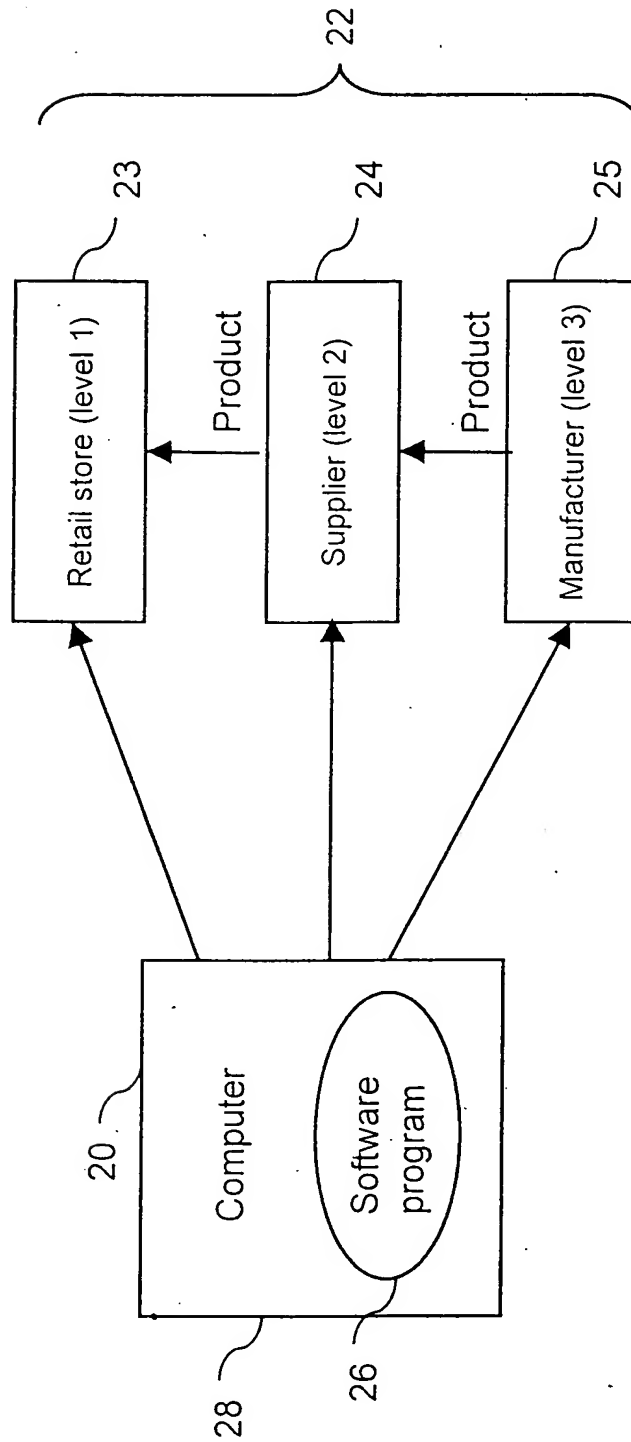 20
28
Computer
Software
program
26
Retail store (level 1)
23
Product
Supplier (level 2)
24
Product
Manufacturer (level 3)
25
22